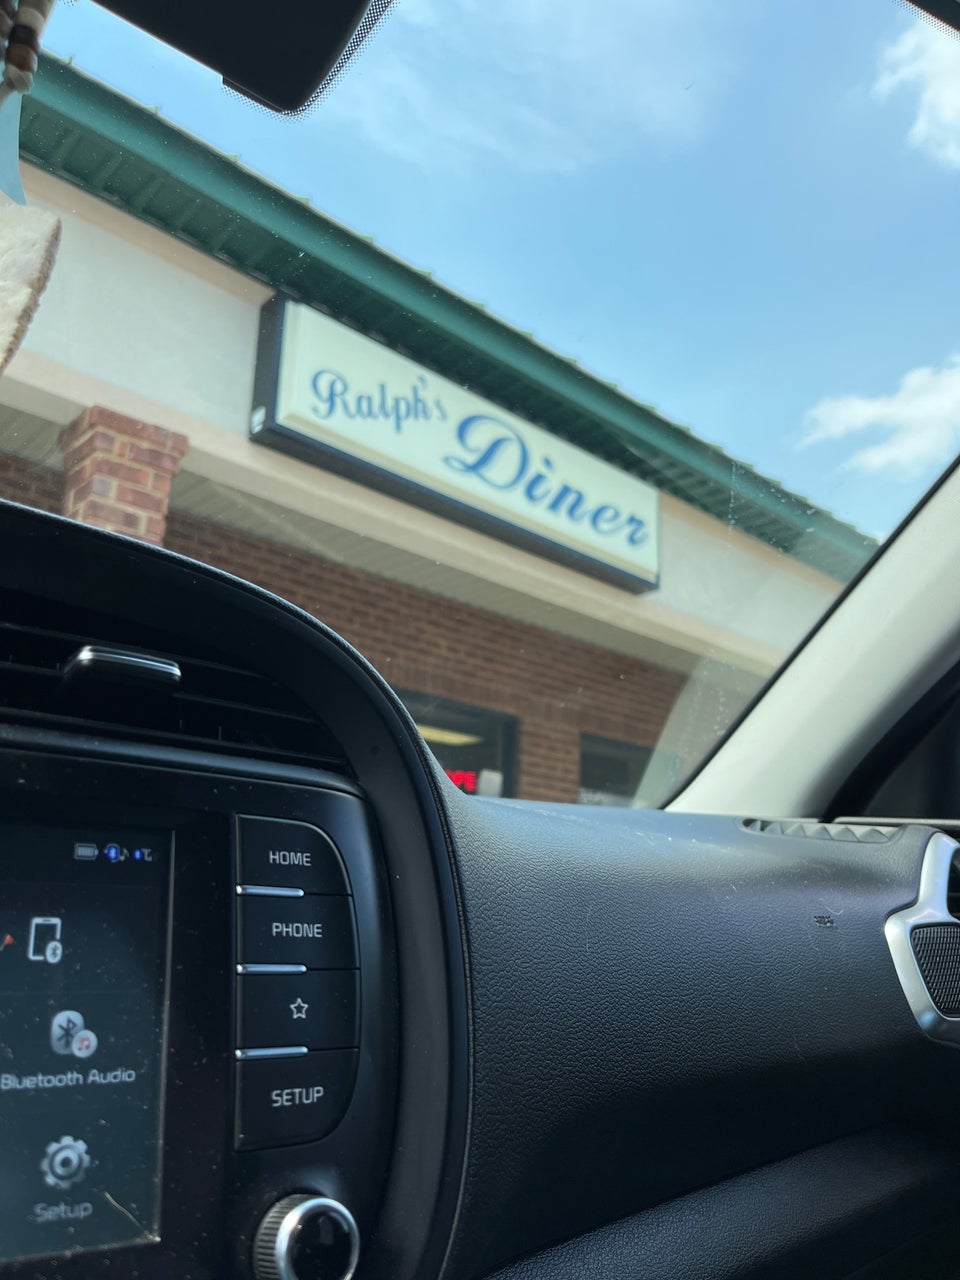 Ralph's Diner
HOME
PHONE
SETUP
Bluetooth Audio
Setup